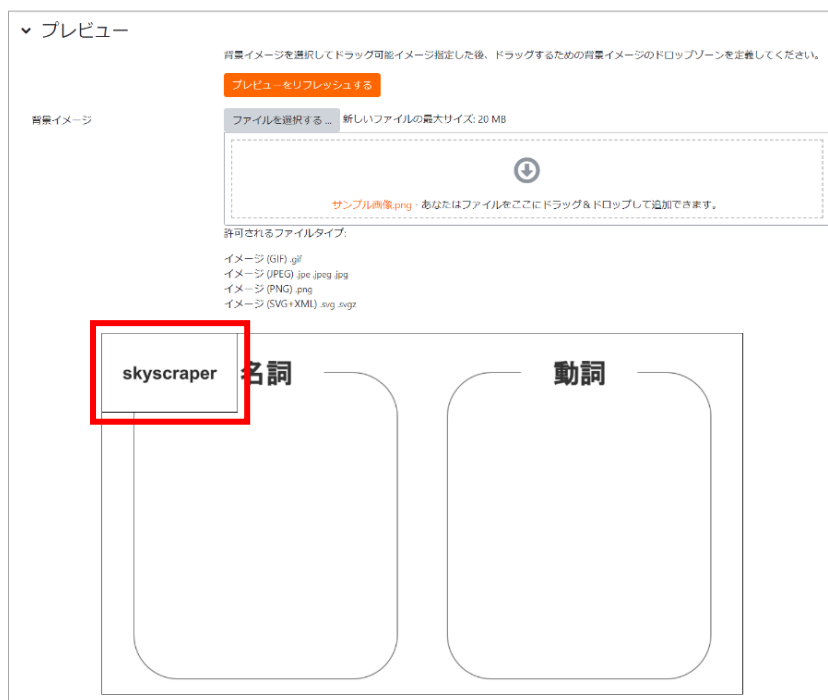 プレビュー
背景イメージを選択してドラッグ可能イメージ指定した後、ドラッグするための背景イメージのドロップゾーンを定義してください。
プレビューをリフレッシュする
背景イメージ
ファイルを選択する ... 新しいファイルの最大サイズ: 20 MB
サンプル画像.png - あなたはファイルをここにドラッグ&ドロップして追加できます。
許可されるファイルタイプ:
イメージ (GIF) .gif
イメージ (JPEG) .jpe .jpeg .jpg
イメージ (PNG) .png
イメージ (SVG+XML) .svg .svgz
skyscraper 名詞 動詞